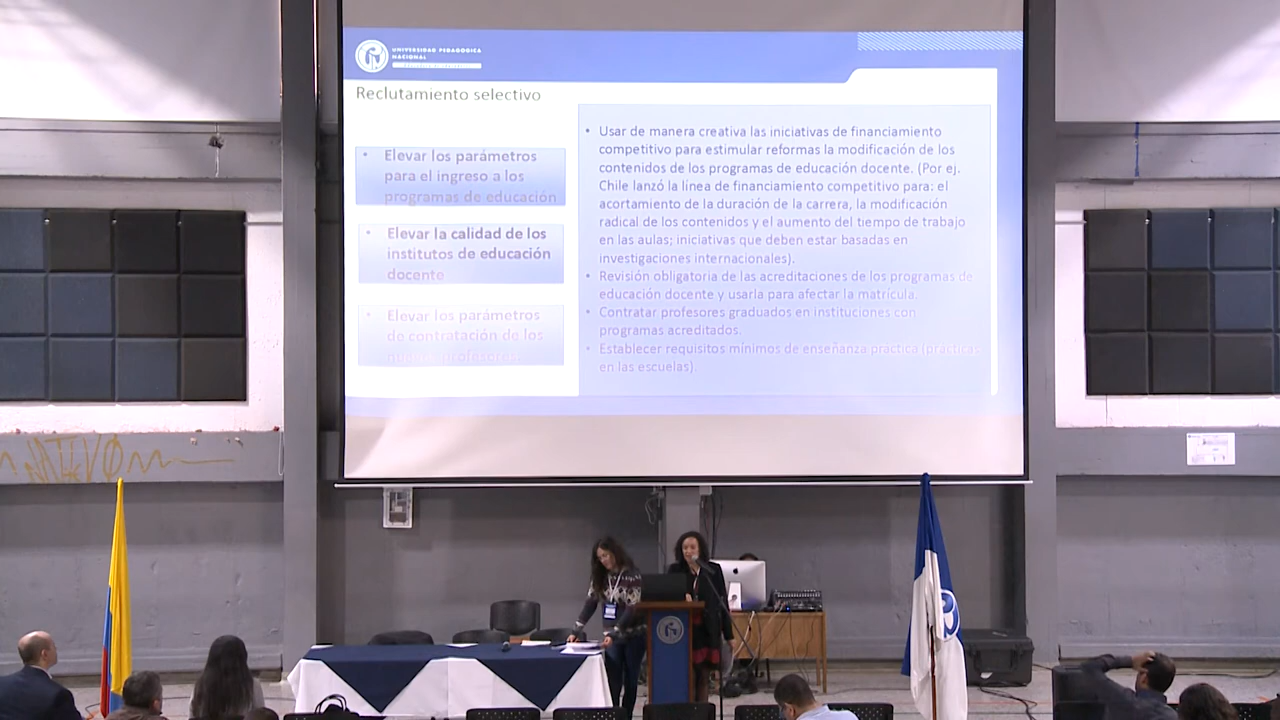 UNIVERSIDAD PEDAGOGICA
NACIONAL
Reclutamiento selectivo
• Elevar los parámetros
para el ingreso a los
programas de educación
• Elevar la calidad de los
institutos de educación
docente
• Elevar los parámetros
de contratación de los
nuevos profesores.
• Usar de manera creativa las iniciativas de financiamiento
competitivo para estimular reformas la modificación de los
contenidos de los programas de educación docente. (Por ej.
Chile lanzó la línea de financiamiento competitivo para: el
acortamiento de la duración de la carrera, la modificación
radical de los contenidos y el aumento del tiempo de trabajo
en las aulas; iniciativas que deben estar basadas en
investigaciones internacionales).
• Revisión obligatoria de las acreditaciones de los programas de
educación docente y usarla para afectar la matrícula.
• Contratar profesores graduados en instituciones con
programas acreditados.
• Establecer requisitos mínimos de enseñanza práctica (prácticas
en las escuelas).